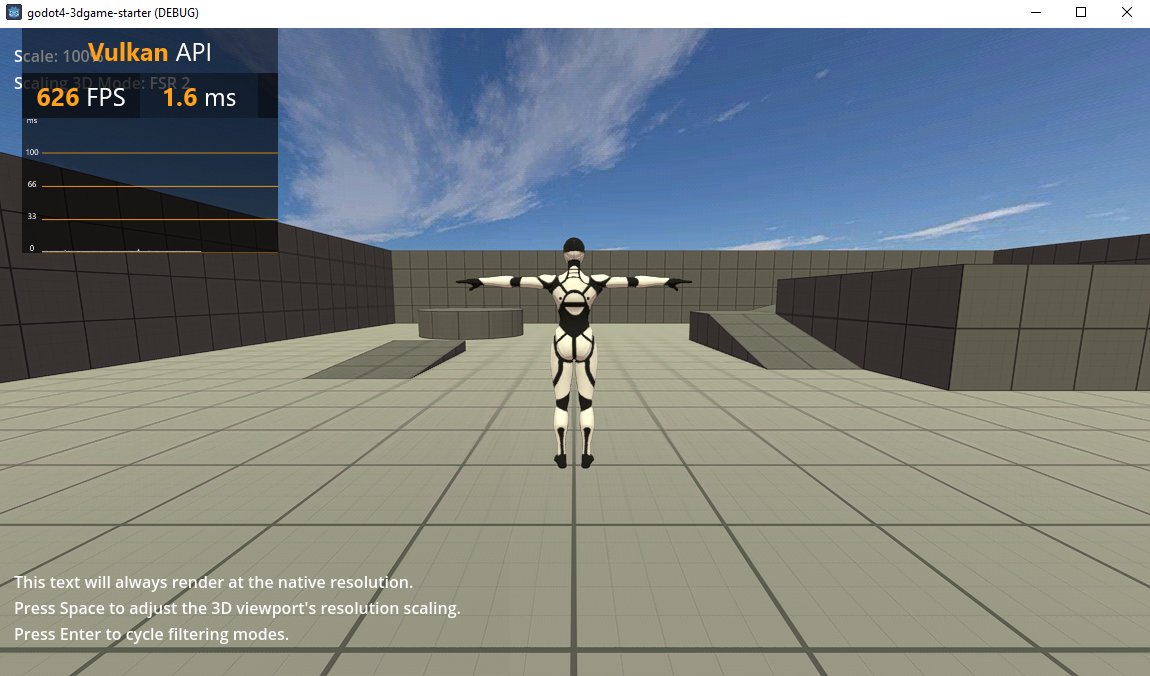 godot4-3dgame-starter (DEBUG)
Scale: 100%
Vulkan API
Scaling 3D Mode: FSR 2
626 FPS 1.6 ms
ms
100
66
33
0
This text will always render at the native resolution.
Press Space to adjust the 3D viewport's resolution scaling.
Press Enter to cycle filtering modes.